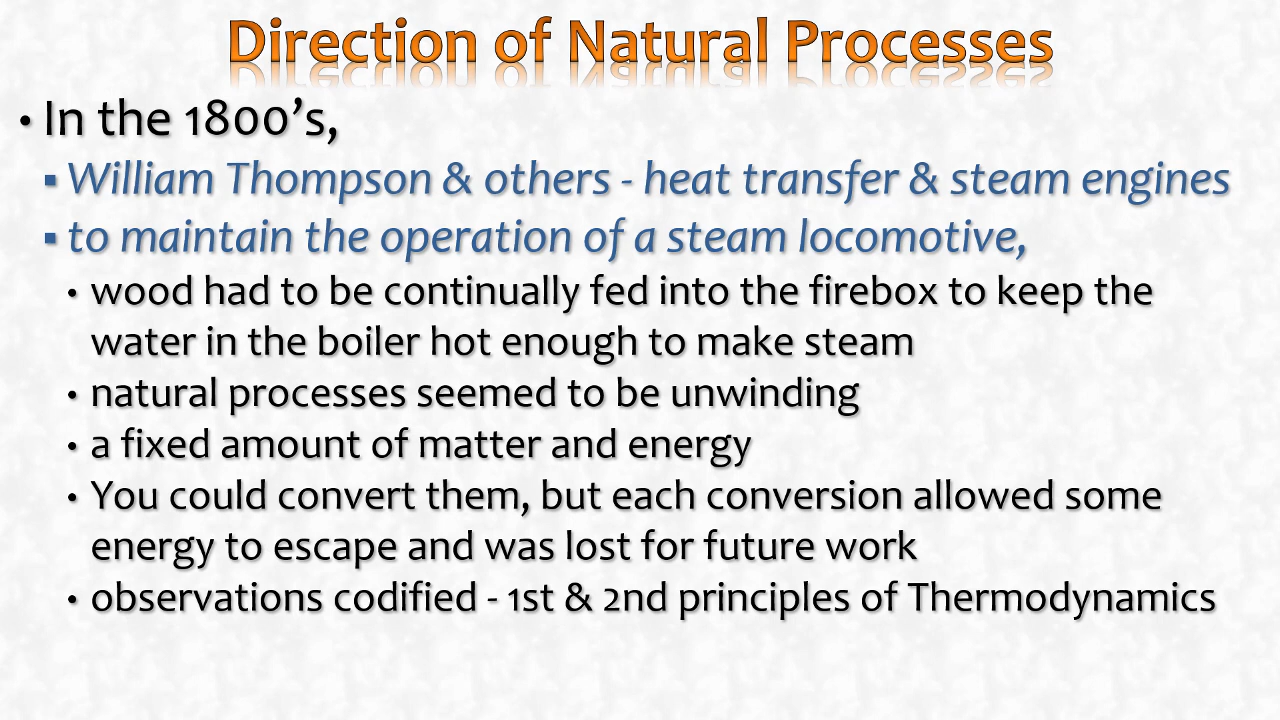 Direction of Natural Processes
• In the 1800’s,
▪ William Thompson & others - heat transfer & steam engines
▪ to maintain the operation of a steam locomotive,
• wood had to be continually fed into the firebox to keep the
water in the boiler hot enough to make steam
• natural processes seemed to be unwinding
• a fixed amount of matter and energy
• You could convert them, but each conversion allowed some
energy to escape and was lost for future work
• observations codified - 1st & 2nd principles of Thermodynamics